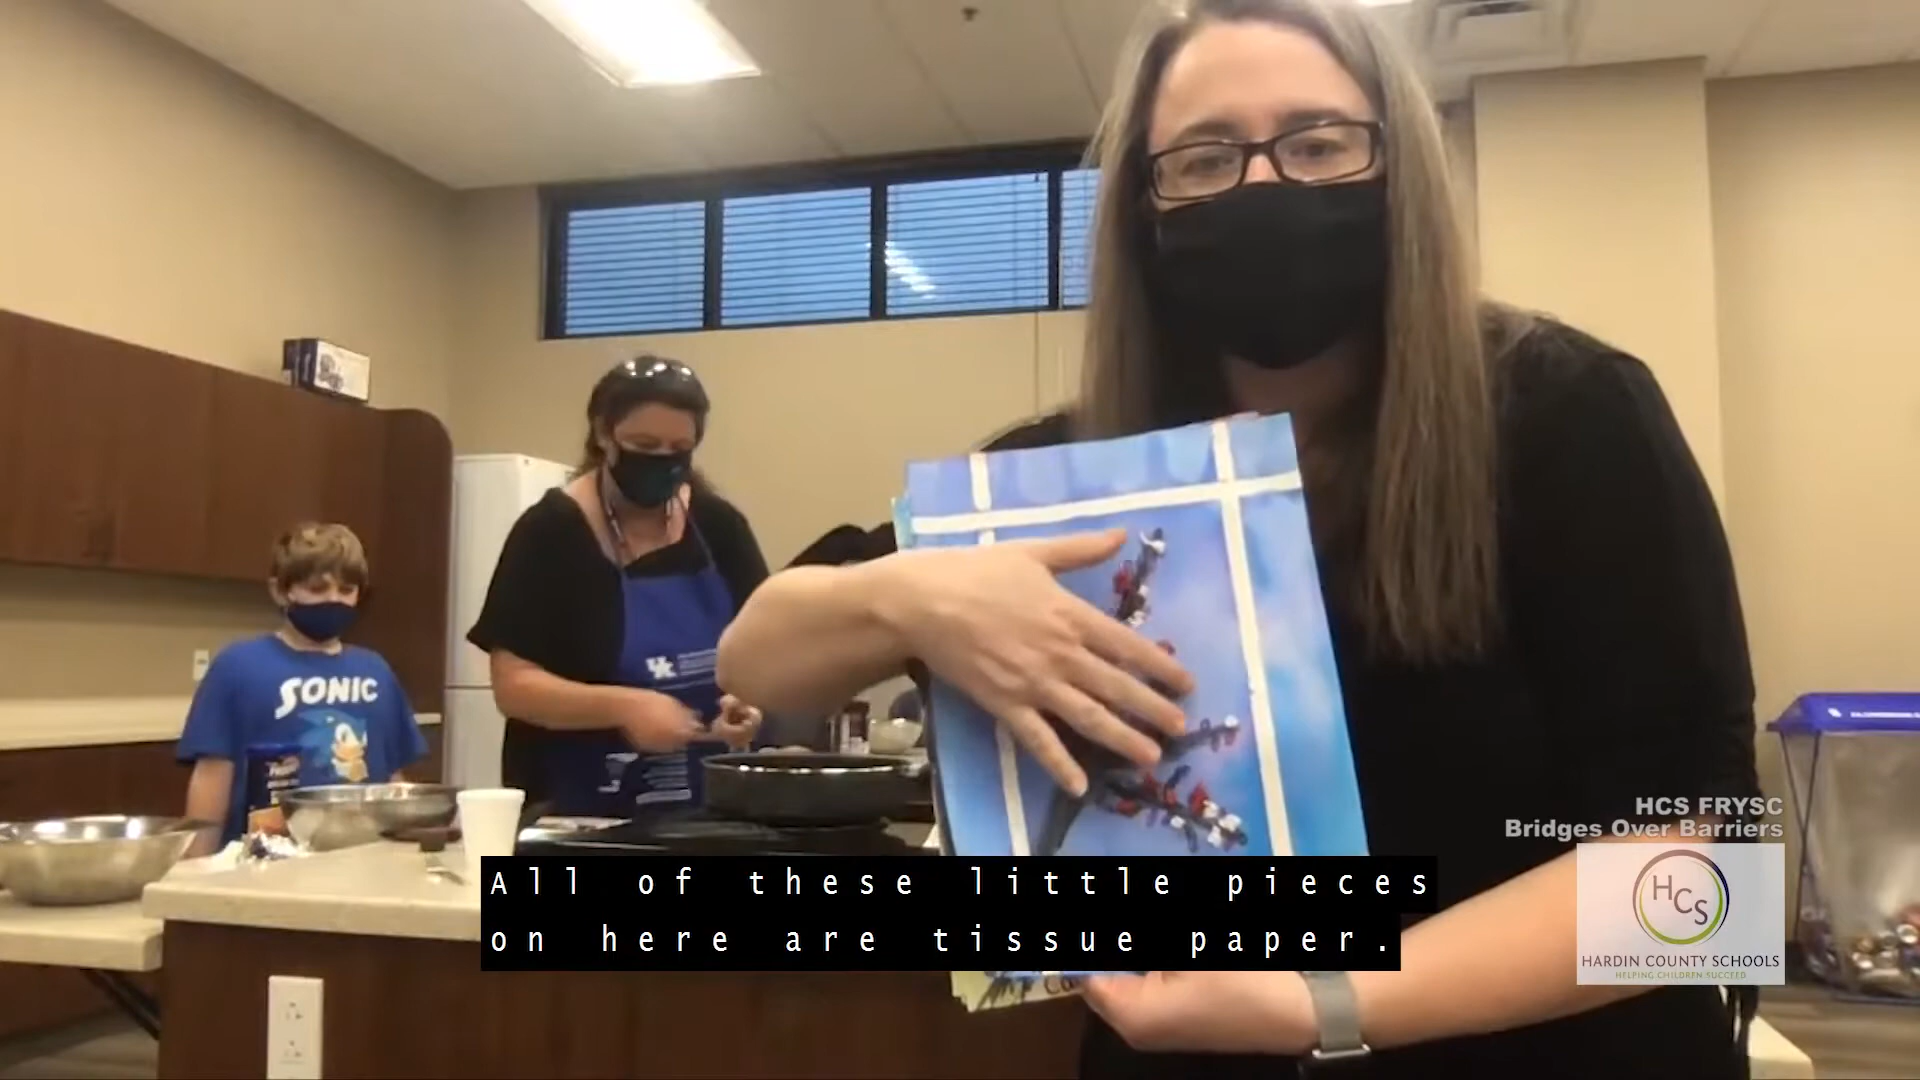 SONIC
UK
HCS FRYSC
Bridges Over Barriers
All of these little pieces
on here are tissue paper.
HCS
HARDIN COUNTY SCHOOLS
HELPING CHILDREN SUCCEED